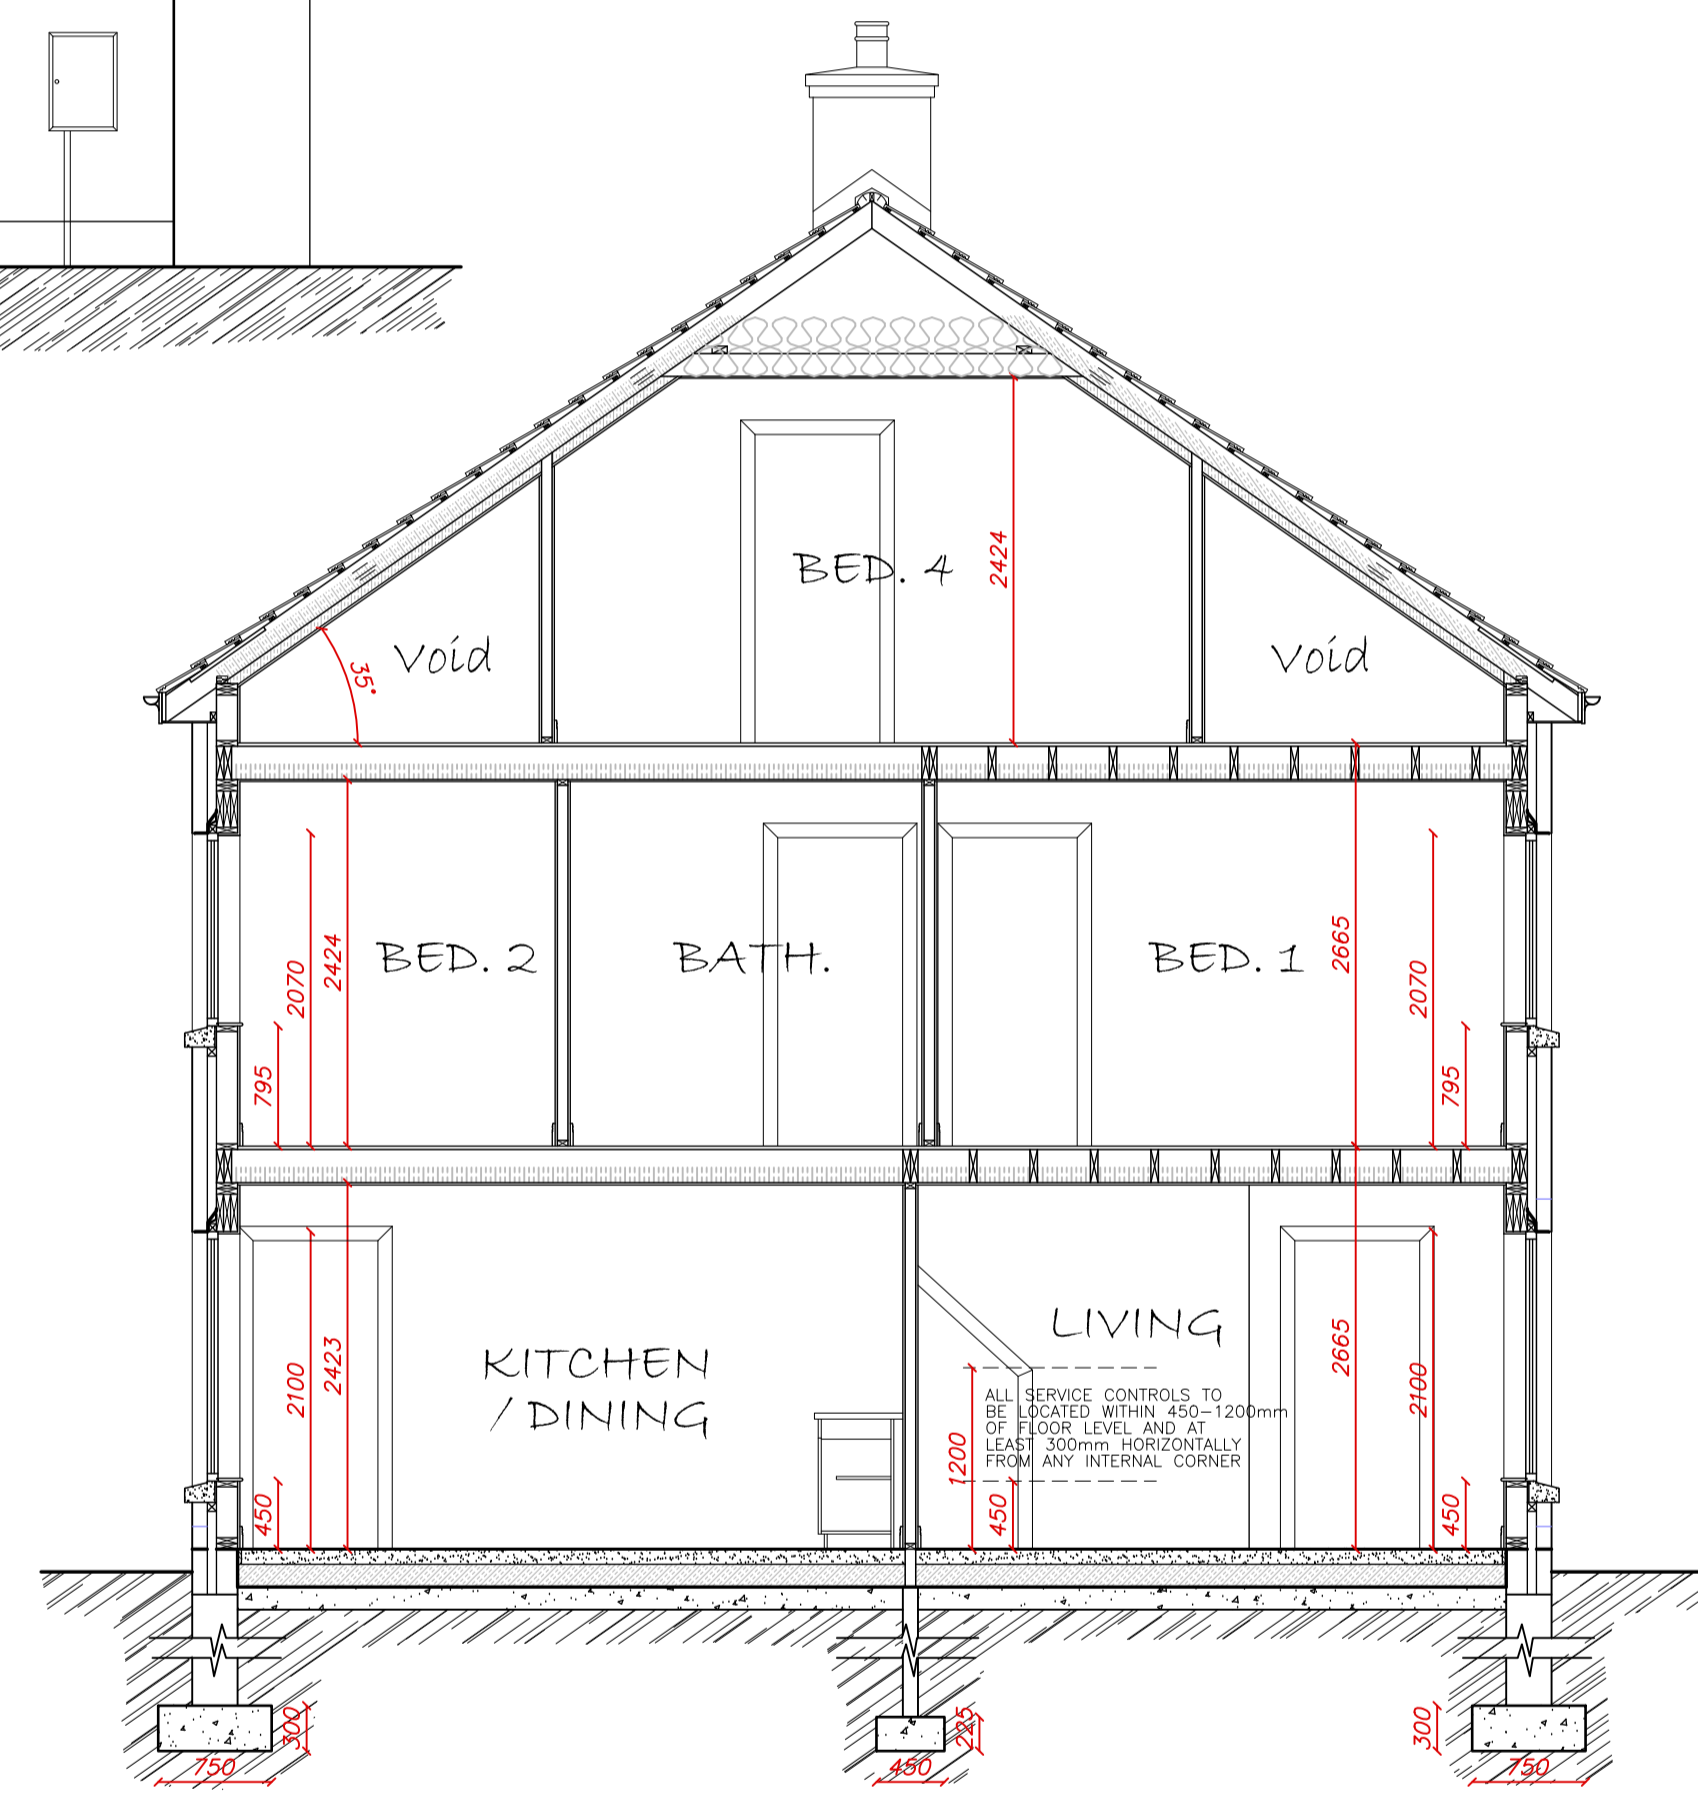 BED. 4
2424
Void
Void
35°
BED. 2
BATH.
BED. 1
2070
2424
795
2665
2070
795
KITCHEN
/ DINING
LIVING
ALL SERVICE CONTROLS TO
BE LOCATED WITHIN 450-1200mm
OF FLOOR LEVEL AND AT
LEAST 300mm HORIZONTALLY
FROM ANY INTERNAL CORNER
2100
2423
450
1200
450
2665
2100
450
300
750
225
450
300
750